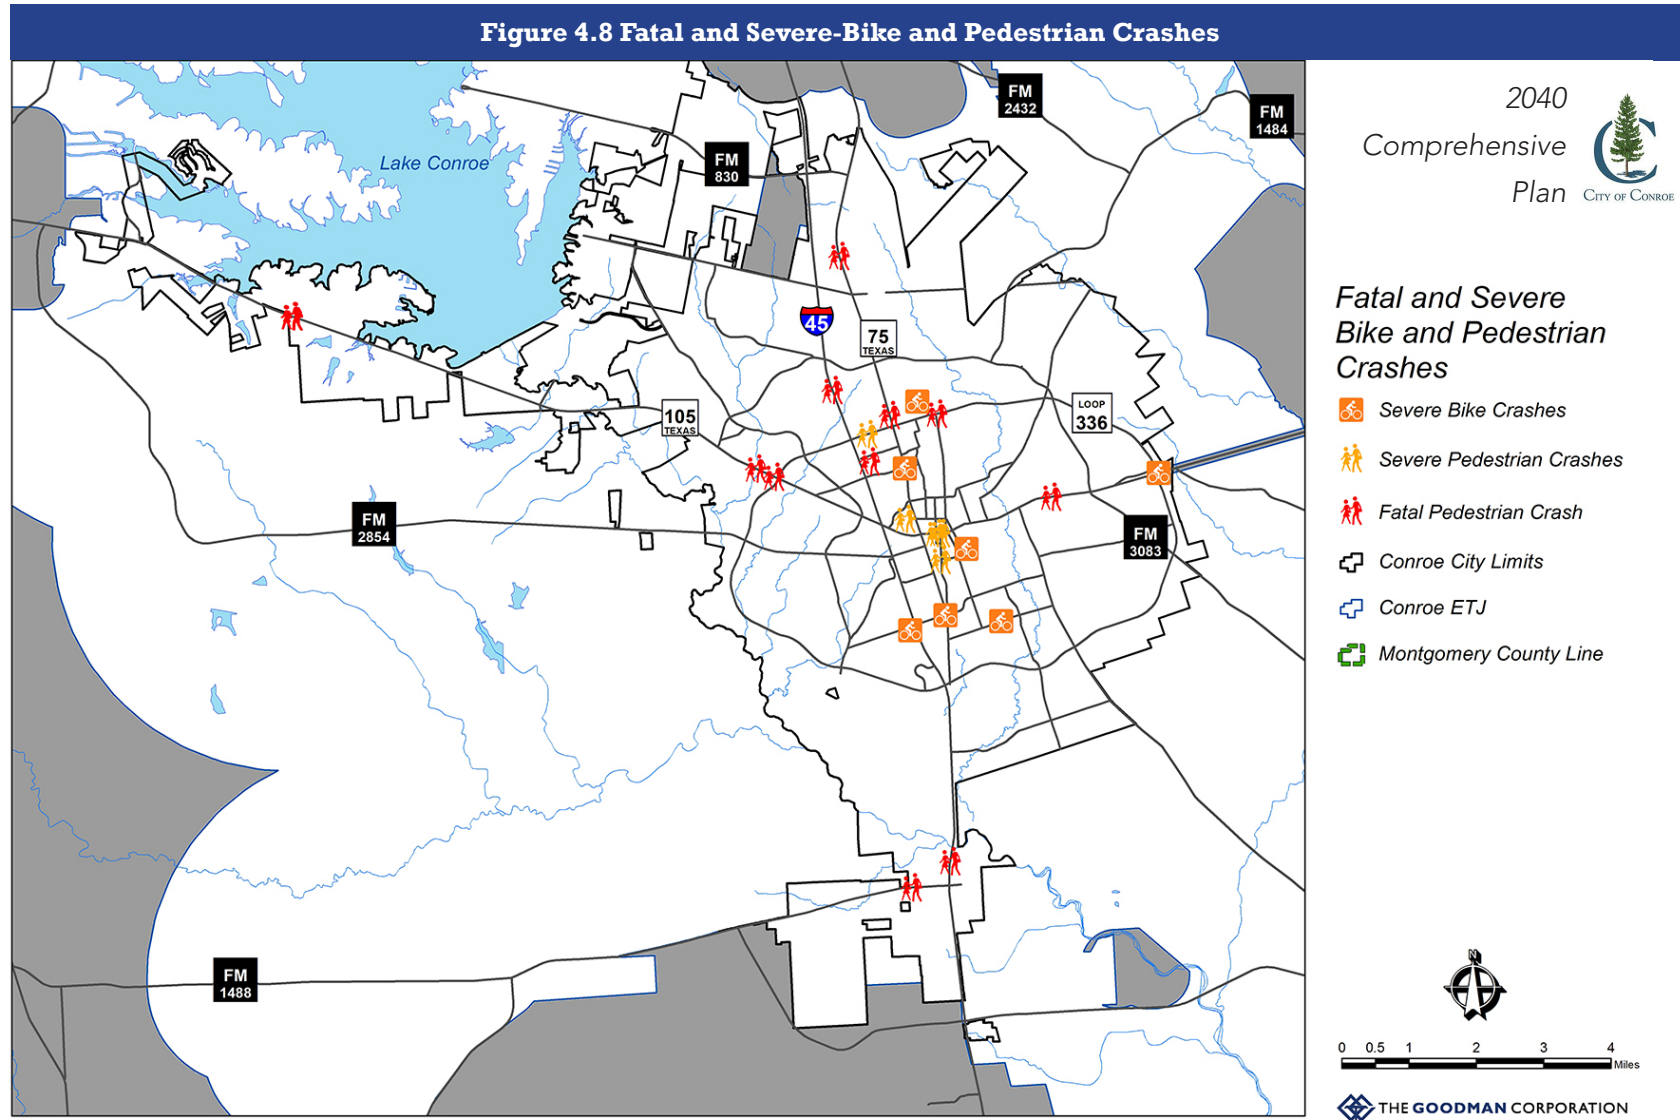 Figure 4.8 Fatal and Severe-Bike and Pedestrian Crashes
2040
Comprehensive
Plan
CITY OF CONROE
FM
2432
FM
1484
FM
830
Lake Conroe
45
75
TEXAS
105
TEXAS
LOOP
336
FM
2854
FM
3083
FM
1488
Fatal and Severe
Bike and Pedestrian
Crashes
Severe Bike Crashes
Severe Pedestrian Crashes
Fatal Pedestrian Crash
Conroe City Limits
Conroe ETJ
Montgomery County Line
N
0 0.5 1 2 3 4
Miles
THE GOODMAN CORPORATION